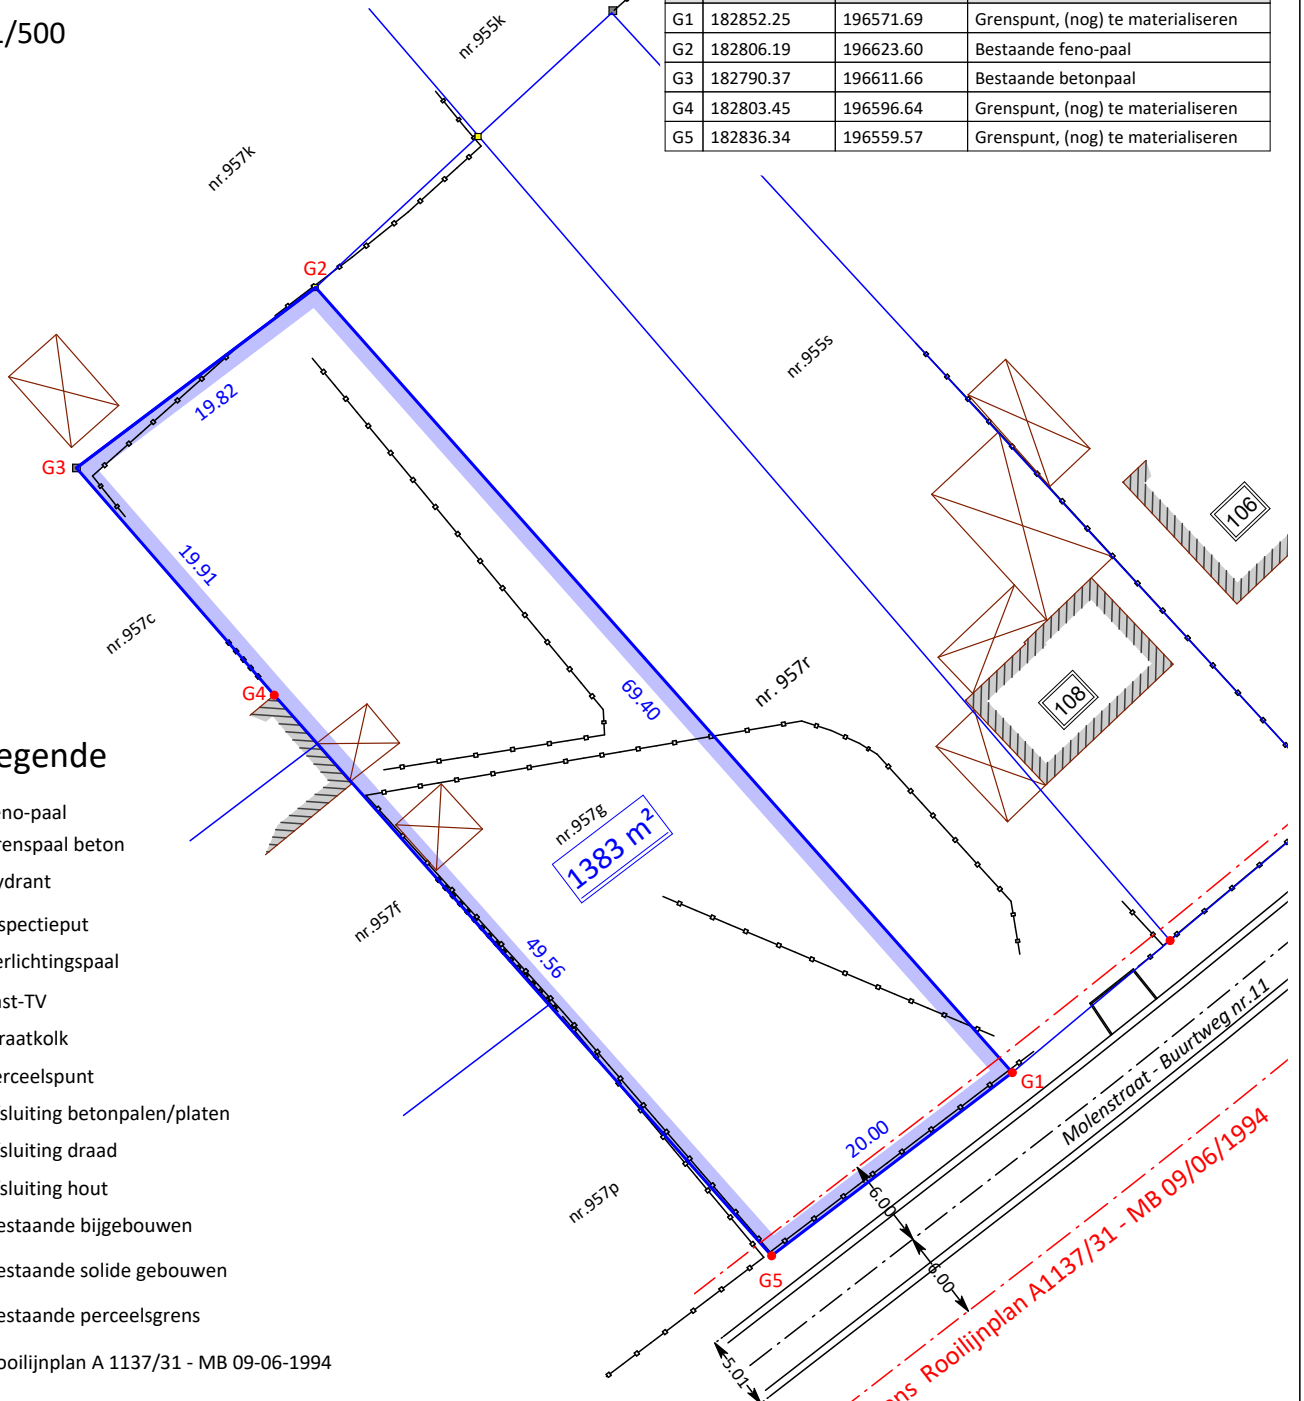 1/500
G1 182852.25 196571.69 Grenspunt, (nog) te materialiseren
G2 182806.19 196623.60 Bestaande feno-paal
G3 182790.37 196611.66 Bestaande betonpaal
G4 182803.45 196596.64 Grenspunt, (nog) te materialiseren
G5 182836.34 196559.57 Grenspunt, (nog) te materialiseren
nr.955k
nr.957k
G2
nr.955s
19.82
G3
106
19.91
nr.957c
G4
69.40
nr. 957r
108
egende
eno-paal
renspaal beton
ydrant
spectieput
erlichtingspaal
ast-TV
raatkolk
erceelspunt
fsluiting betonpalen/platen
fsluiting draad
fsluiting hout
estaande bijgebouwen
estaande solide gebouwen
estaande perceelsgrens
ooilijnplan A 1137/31 - MB 09-06-1994
nr.957g
1383 m²
nr.957f
49.56
Molenstraat - Buurtweg nr.11
G1
20.00
nr.957p
6.00
G5
6.00
5.01
ens Rooilijnplan A1137/31 - MB 09/06/1994